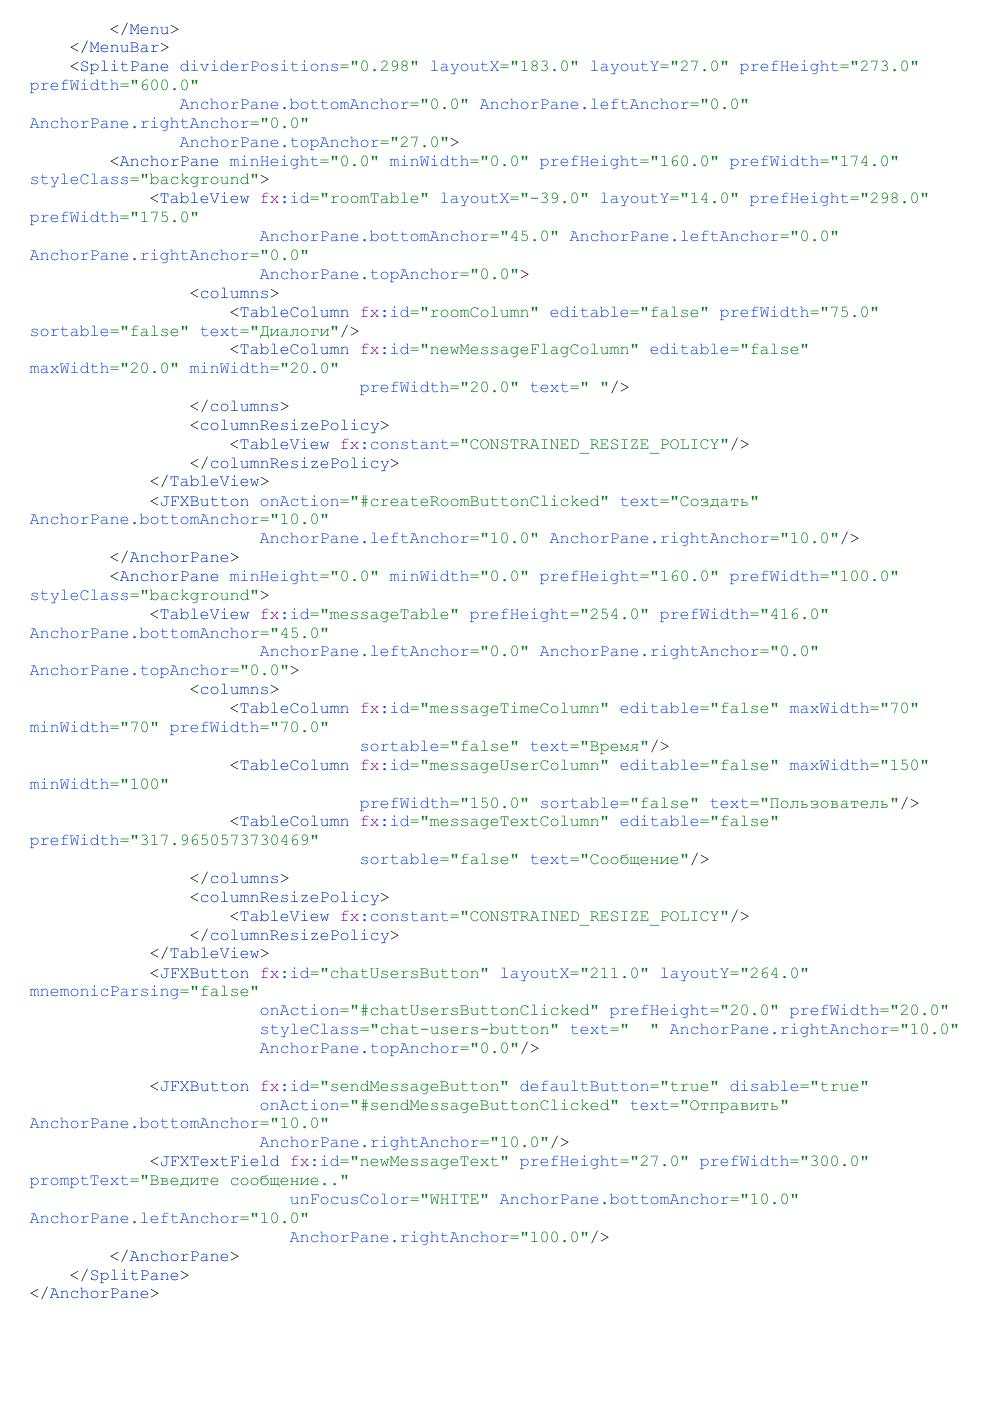 </Menu>
</MenuBar>
<SplitPane dividerPositions="0.298" layoutX="183.0" layoutY="27.0" prefHeight="273.0"
prefWidth="600.0"
AnchorPane.bottomAnchor="0.0" AnchorPane.leftAnchor="0.0"
AnchorPane.rightAnchor="0.0"
AnchorPane.topAnchor="27.0">
<AnchorPane minHeight="0.0" minWidth="0.0" prefHeight="160.0" prefWidth="174.0"
styleClass="background">
<TableView fx:id="roomTable" layoutX="-39.0" layoutY="14.0" prefHeight="298.0"
prefWidth="175.0"
AnchorPane.bottomAnchor="45.0" AnchorPane.leftAnchor="0.0"
AnchorPane.rightAnchor="0.0"
AnchorPane.topAnchor="0.0">
<columns>
<TableColumn fx:id="roomColumn" editable="false" prefWidth="75.0"
sortable="false" text="Диалоги"/>
<TableColumn fx:id="newMessageFlagColumn" editable="false"
maxWidth="20.0" minWidth="20.0"
prefWidth="20.0" text=" "/>
</columns>
<columnResizePolicy>
<TableView fx:constant="CONSTRAINED_RESIZE_POLICY"/>
</columnResizePolicy>
</TableView>
<JFXButton onAction="#createRoomButtonClicked" text="Создать"
AnchorPane.bottomAnchor="10.0"
AnchorPane.leftAnchor="10.0" AnchorPane.rightAnchor="10.0"/>
</AnchorPane>
<AnchorPane minHeight="0.0" minWidth="0.0" prefHeight="160.0" prefWidth="100.0"
styleClass="background">
<TableView fx:id="messageTable" prefHeight="254.0" prefWidth="416.0"
AnchorPane.bottomAnchor="45.0"
AnchorPane.leftAnchor="0.0" AnchorPane.rightAnchor="0.0"
AnchorPane.topAnchor="0.0">
<columns>
<TableColumn fx:id="messageTimeColumn" editable="false" maxWidth="70"
minWidth="70" prefWidth="70.0"
sortable="false" text="Время"/>
<TableColumn fx:id="messageUserColumn" editable="false" maxWidth="150"
minWidth="100"
prefWidth="150.0" sortable="false" text="Пользователь"/>
<TableColumn fx:id="messageTextColumn" editable="false"
prefWidth="317.9650573730469"
sortable="false" text="Сообщение"/>
</columns>
<columnResizePolicy>
<TableView fx:constant="CONSTRAINED_RESIZE_POLICY"/>
</columnResizePolicy>
</TableView>
<JFXButton fx:id="chatUsersButton" layoutX="211.0" layoutY="264.0"
mnemonicParsing="false"
onAction="#chatUsersButtonClicked" prefHeight="20.0" prefWidth="20.0"
styleClass="chat-users-button" text="  " AnchorPane.rightAnchor="10.0"
AnchorPane.topAnchor="0.0"/>
<JFXButton fx:id="sendMessageButton" defaultButton="true" disable="true"
onAction="#sendMessageButtonClicked" text="Отправить"
AnchorPane.bottomAnchor="10.0"
AnchorPane.rightAnchor="10.0"/>
<JFXTextField fx:id="newMessageText" prefHeight="27.0" prefWidth="300.0"
promptText="Введите сообщение.."
unFocusColor="WHITE" AnchorPane.bottomAnchor="10.0"
AnchorPane.leftAnchor="10.0"
AnchorPane.rightAnchor="100.0"/>
</AnchorPane>
</SplitPane>
</AnchorPane>